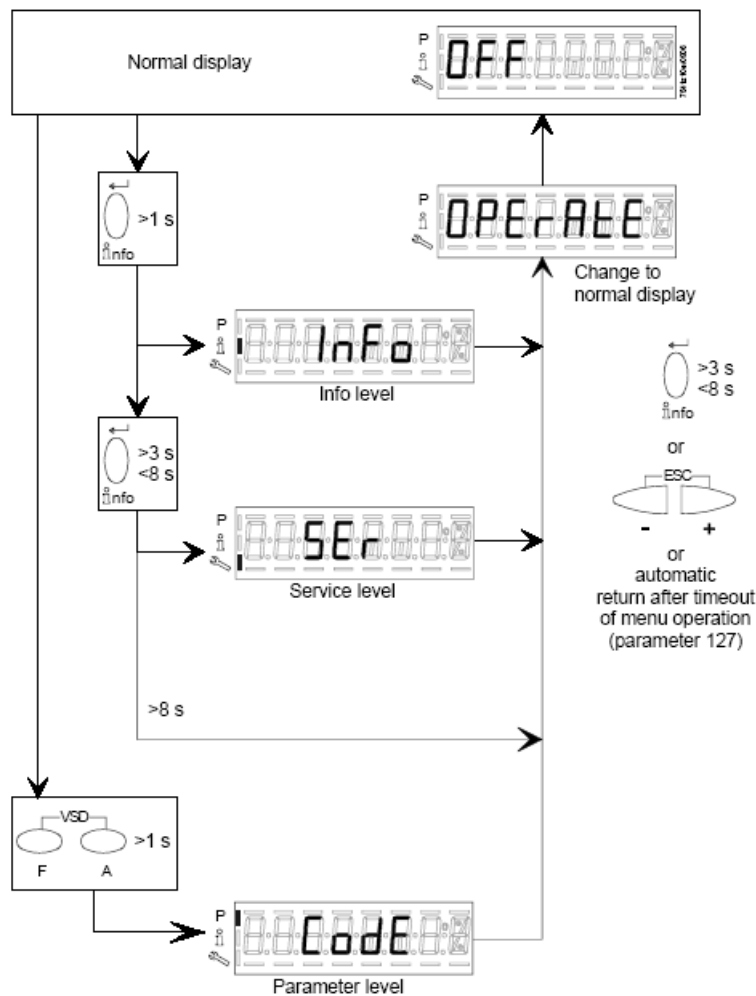 Normal display
P
i
OFF
>1 s
info
P
i
OPErAtE
Change to
normal display
P
i
InFo
Info level
>3 s
<8 s
info
>3 s
<8 s
info
or
ESC
- +
or
automatic
return after timeout
of menu operation
(parameter 127)
P
i
SEr
Service level
>8 s
VSD
>1 s
F A
P
i
CodE
Parameter level